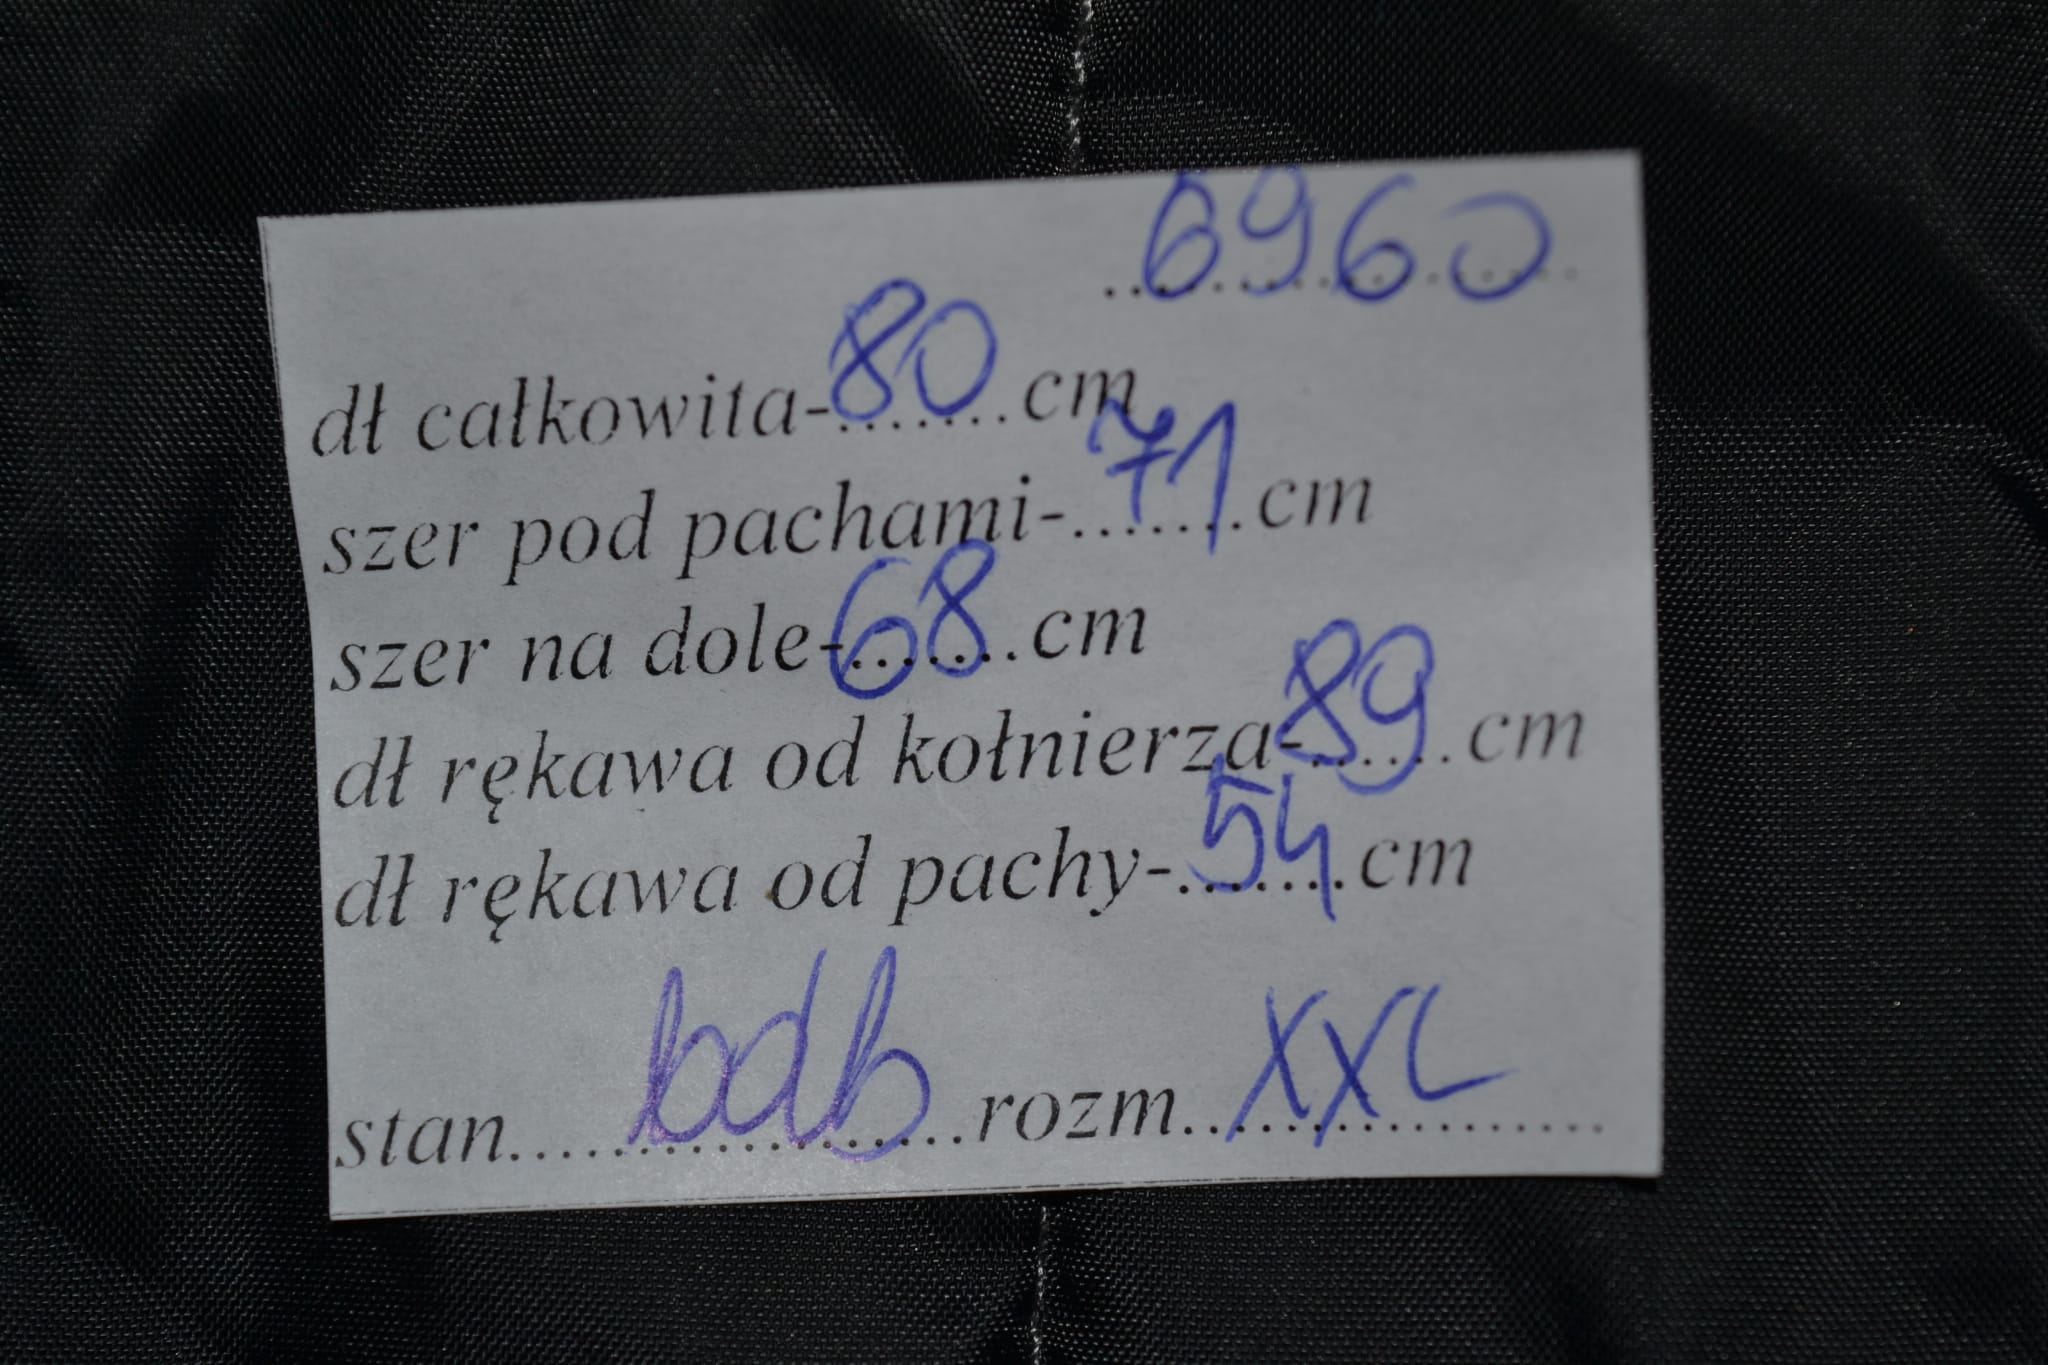 6960
dł całkowita-80 cm
szer pod pachami-71 cm
szer na dole-68 cm
dł rękawa od kołnierza-89 cm
dł rękawa od pachy-54 cm
stan bdb rozm XXL